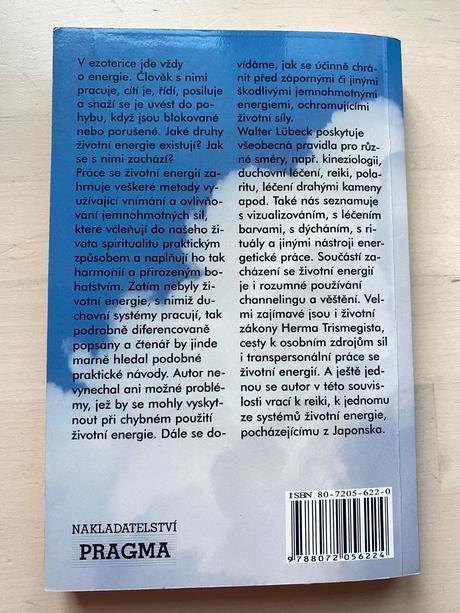 V ezoterice jde vždy
o energie. Člověk s nimi
pracuje, cítí je, řídí, posiluje
a snaží se je uvést do po-
hybu, když jsou blokované
nebo porušené. Jaké druhy
životní energie existují? Jak
se s nimi zachází?
Práce se životní energií za-
hrnuje veškeré metody vy-
užívající vnímání a ovlivňo-
vání jemnohmotných sil,
které včleňují do našeho ži-
vota spiritualitu praktickým
způsobem a naplňují ho tak
harmonií a přirozeným bo-
hatstvím. Zatím nebyly ži-
votní energie, s nimiž du-
chovní systémy pracují, tak
podrobně diferencovaně
popsány a čtenář by jinde
marně hledal podobné
praktické návody. Autor ne-
vynechal ani možné problé-
my, jež by se mohly vyskyt-
nout při chybném použití
životní energie. Dále se do-
vídáme, jak se účinně chrá-
nit před zápornými či jinými
škodlivými jemnohmotnými
energiemi, ochromujícími
životní síly.
Walter Lübeck poskytuje
všeobecná pravidla pro růz-
né směry, např. kineziologii,
duchovní léčení, reiki, pola-
ritu, léčení drahými kameny
apod. Také nás seznamuje
s vizualizováním, s léčením
barvami, s dýcháním, s ri-
tuály a jinými nástroji ener-
getické práce. Součástí za-
cházení se životní energií
je i rozumné používání
channelingu a věštění. Vel-
mi zajímavé jsou i životní
zákony Herma Trismegista,
cesty k osobním zdrojům sil
i transpersonální práce se
životní energií. A ještě jed-
nou se autor v této souvis-
losti vrací k reiki, k jednomu
ze systémů životní energie,
pocházejícímu z Japonska.
NAKLADATELSTVÍ
PRAGMA
ISBN 80-7205-622-0
9 788072 056224